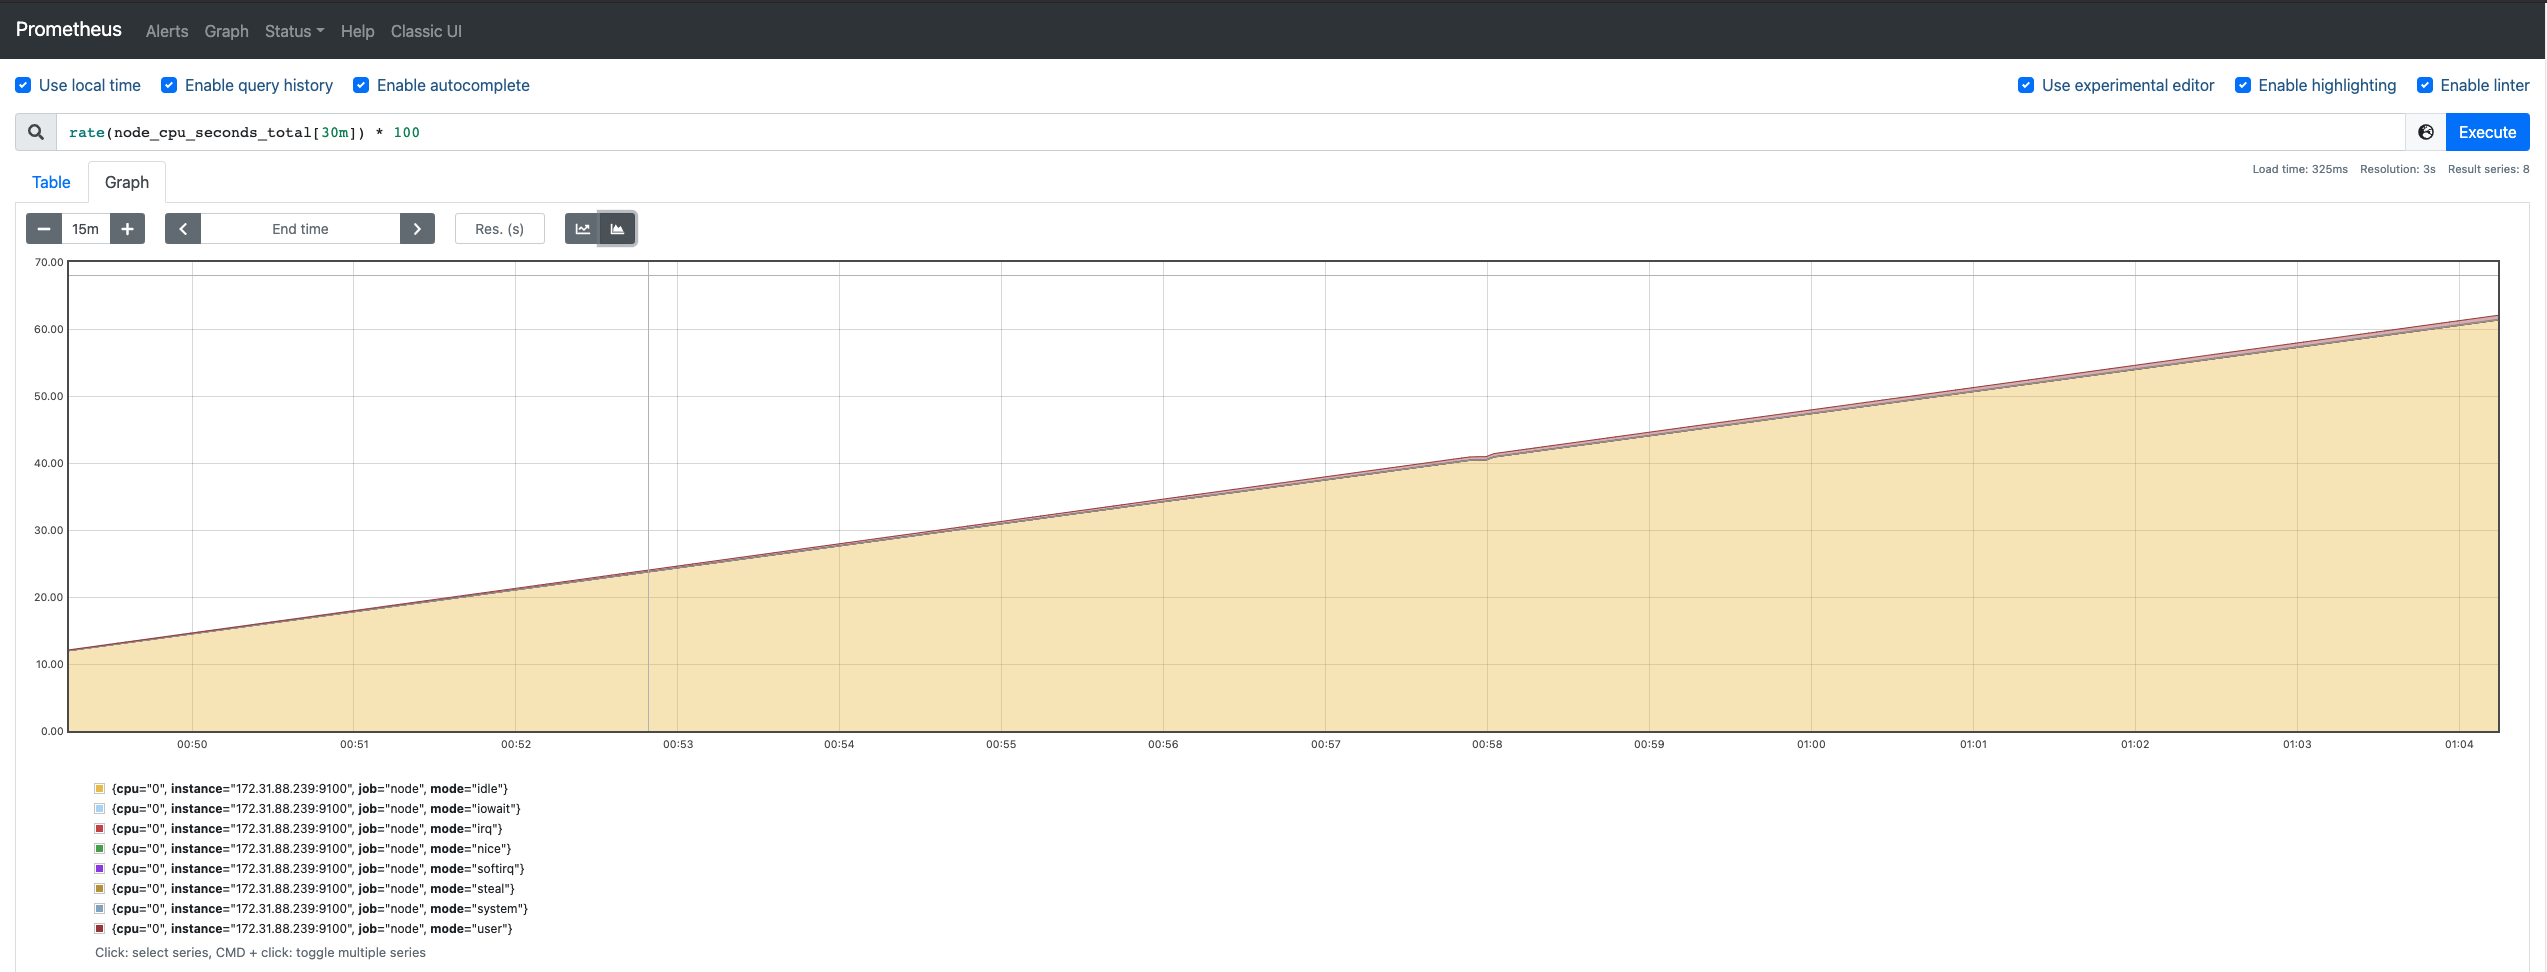 Prometheus Alerts Graph Status Help Classic UI
Use local time Enable query history Enable autocomplete Use experimental editor Enable highlighting Enable linter
rate(node_cpu_seconds_total[30m]) * 100 Execute
Table Graph Load time: 325ms Resolution: 3s Result series: 8
15m End time Res. (s)
70.00
60.00
50.00
40.00
30.00
20.00
10.00
0.00
00:50 00:51 00:52 00:53 00:54 00:55 00:56 00:57 00:58 00:59 01:00 01:01 01:02 01:03 01:04
{cpu="0", instance="172.31.88.239:9100", job="node", mode="idle"}
{cpu="0", instance="172.31.88.239:9100", job="node", mode="iowait"}
{cpu="0", instance="172.31.88.239:9100", job="node", mode="irq"}
{cpu="0", instance="172.31.88.239:9100", job="node", mode="nice"}
{cpu="0", instance="172.31.88.239:9100", job="node", mode="softirq"}
{cpu="0", instance="172.31.88.239:9100", job="node", mode="steal"}
{cpu="0", instance="172.31.88.239:9100", job="node", mode="system"}
{cpu="0", instance="172.31.88.239:9100", job="node", mode="user"}
Click: select series, CMD + click: toggle multiple series